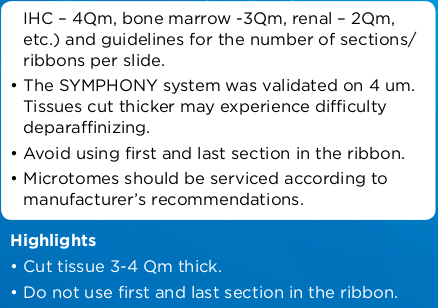 IHC – 4Qm, bone marrow -3Qm, renal – 2Qm,
etc.) and guidelines for the number of sections/
ribbons per slide.
• The SYMPHONY system was validated on 4 um.
Tissues cut thicker may experience difficulty
deparaffinizing.
• Avoid using first and last section in the ribbon.
• Microtomes should be serviced according to
manufacturer’s recommendations.
Highlights
• Cut tissue 3-4 Qm thick.
• Do not use first and last section in the ribbon.